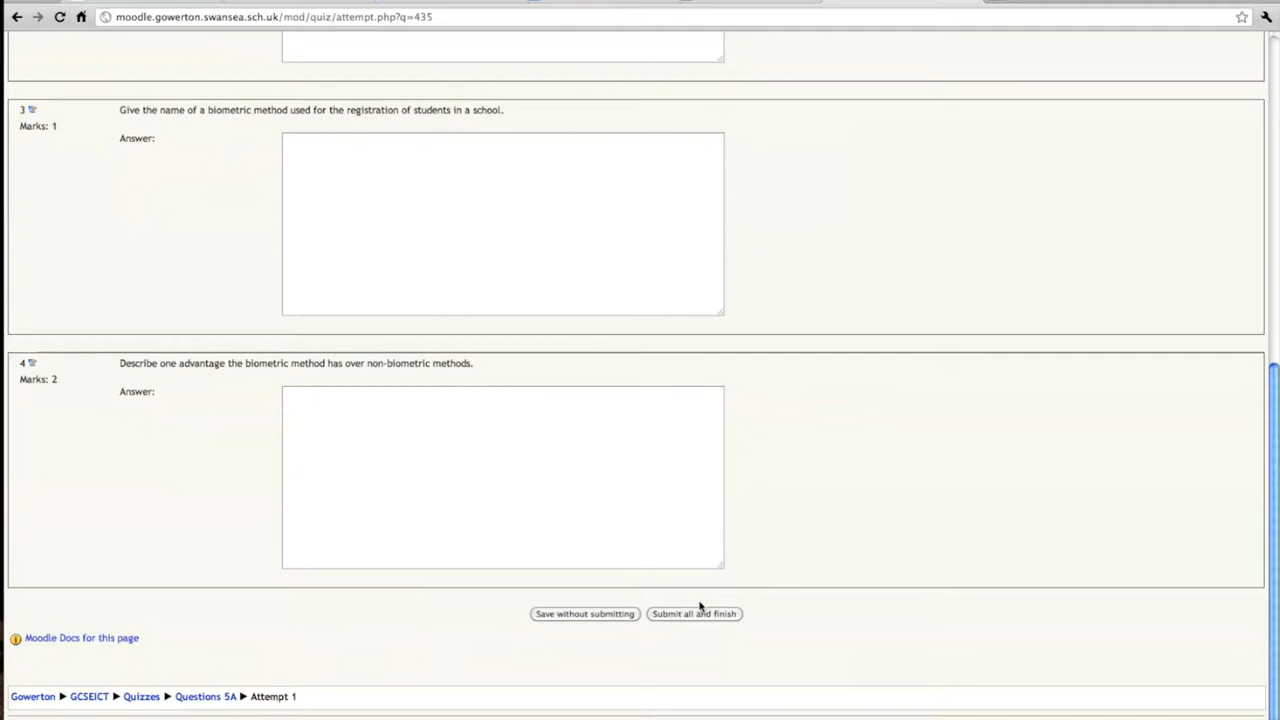 moodle.gowerton.swansea.sch.uk/mod/quiz/attempt.php?q=435
3 Give the name of a biometric method used for the registration of students in a school.
Marks: 1
Answer:
4 Describe one advantage the biometric method has over non-biometric methods.
Marks: 2
Answer:
Save without submitting Submit all and finish
Moodle Docs for this page
Gowerton ► GCSEICT ► Quizzes ► Questions 5A ► Attempt 1